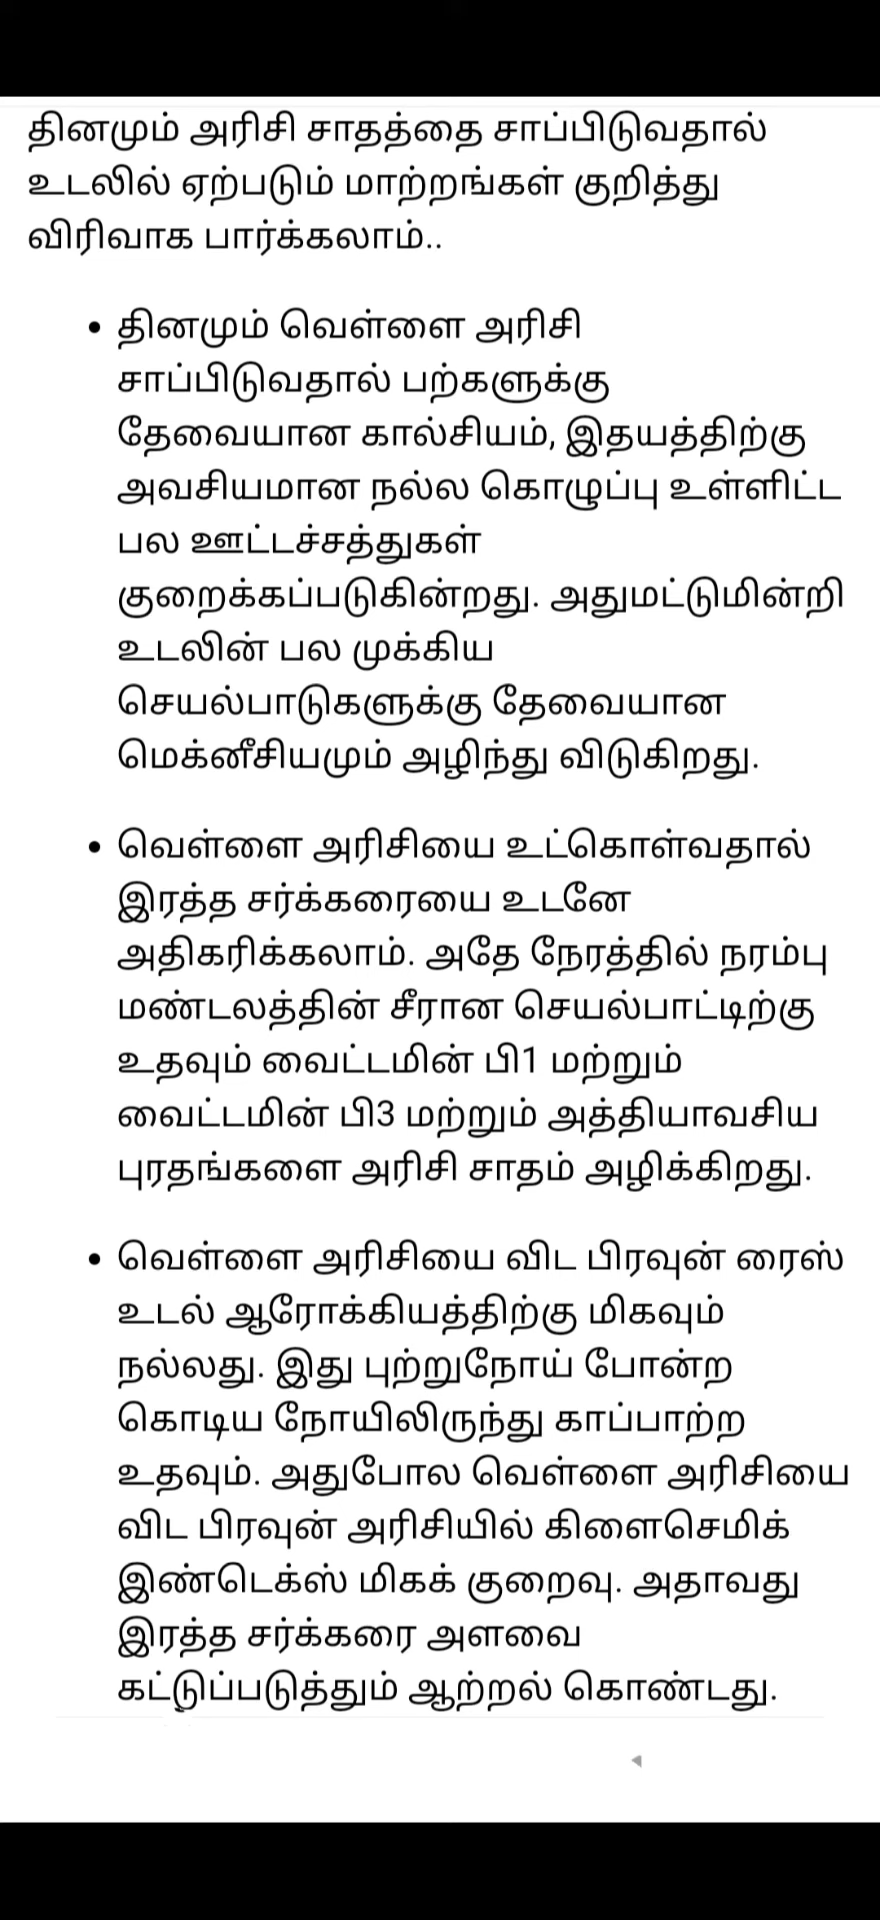 தினமும் அரிசி சாதத்தை சாப்பிடுவதால்
உடலில் ஏற்படும் மாற்றங்கள் குறித்து
விரிவாக பார்க்கலாம்..
• தினமும் வெள்ளை அரிசி
சாப்பிடுவதால் பற்களுக்கு
தேவையான கால்சியம், இதயத்திற்கு
அவசியமான நல்ல கொழுப்பு உள்ளிட்ட
பல ஊட்டச்சத்துகள்
குறைக்கப்படுகின்றது. அதுமட்டுமின்றி
உடலின் பல முக்கிய
செயல்பாடுகளுக்கு தேவையான
மெக்னீசியமும் அழிந்து விடுகிறது.
• வெள்ளை அரிசியை உட்கொள்வதால்
இரத்த சர்க்கரையை உடனே
அதிகரிக்கலாம். அதே நேரத்தில் நரம்பு
மண்டலத்தின் சீரான செயல்பாட்டிற்கு
உதவும் வைட்டமின் பி1 மற்றும்
வைட்டமின் பி3 மற்றும் அத்தியாவசிய
புரதங்களை அரிசி சாதம் அழிக்கிறது.
• வெள்ளை அரிசியை விட பிரவுன் ரைஸ்
உடல் ஆரோக்கியத்திற்கு மிகவும்
நல்லது. இது புற்றுநோய் போன்ற
கொடிய நோயிலிருந்து காப்பாற்ற
உதவும். அதுபோல வெள்ளை அரிசியை
விட பிரவுன் அரிசியில் கிளைசெமிக்
இண்டெக்ஸ் மிகக் குறைவு. அதாவது
இரத்த சர்க்கரை அளவை
கட்டுப்படுத்தும் ஆற்றல் கொண்டது.